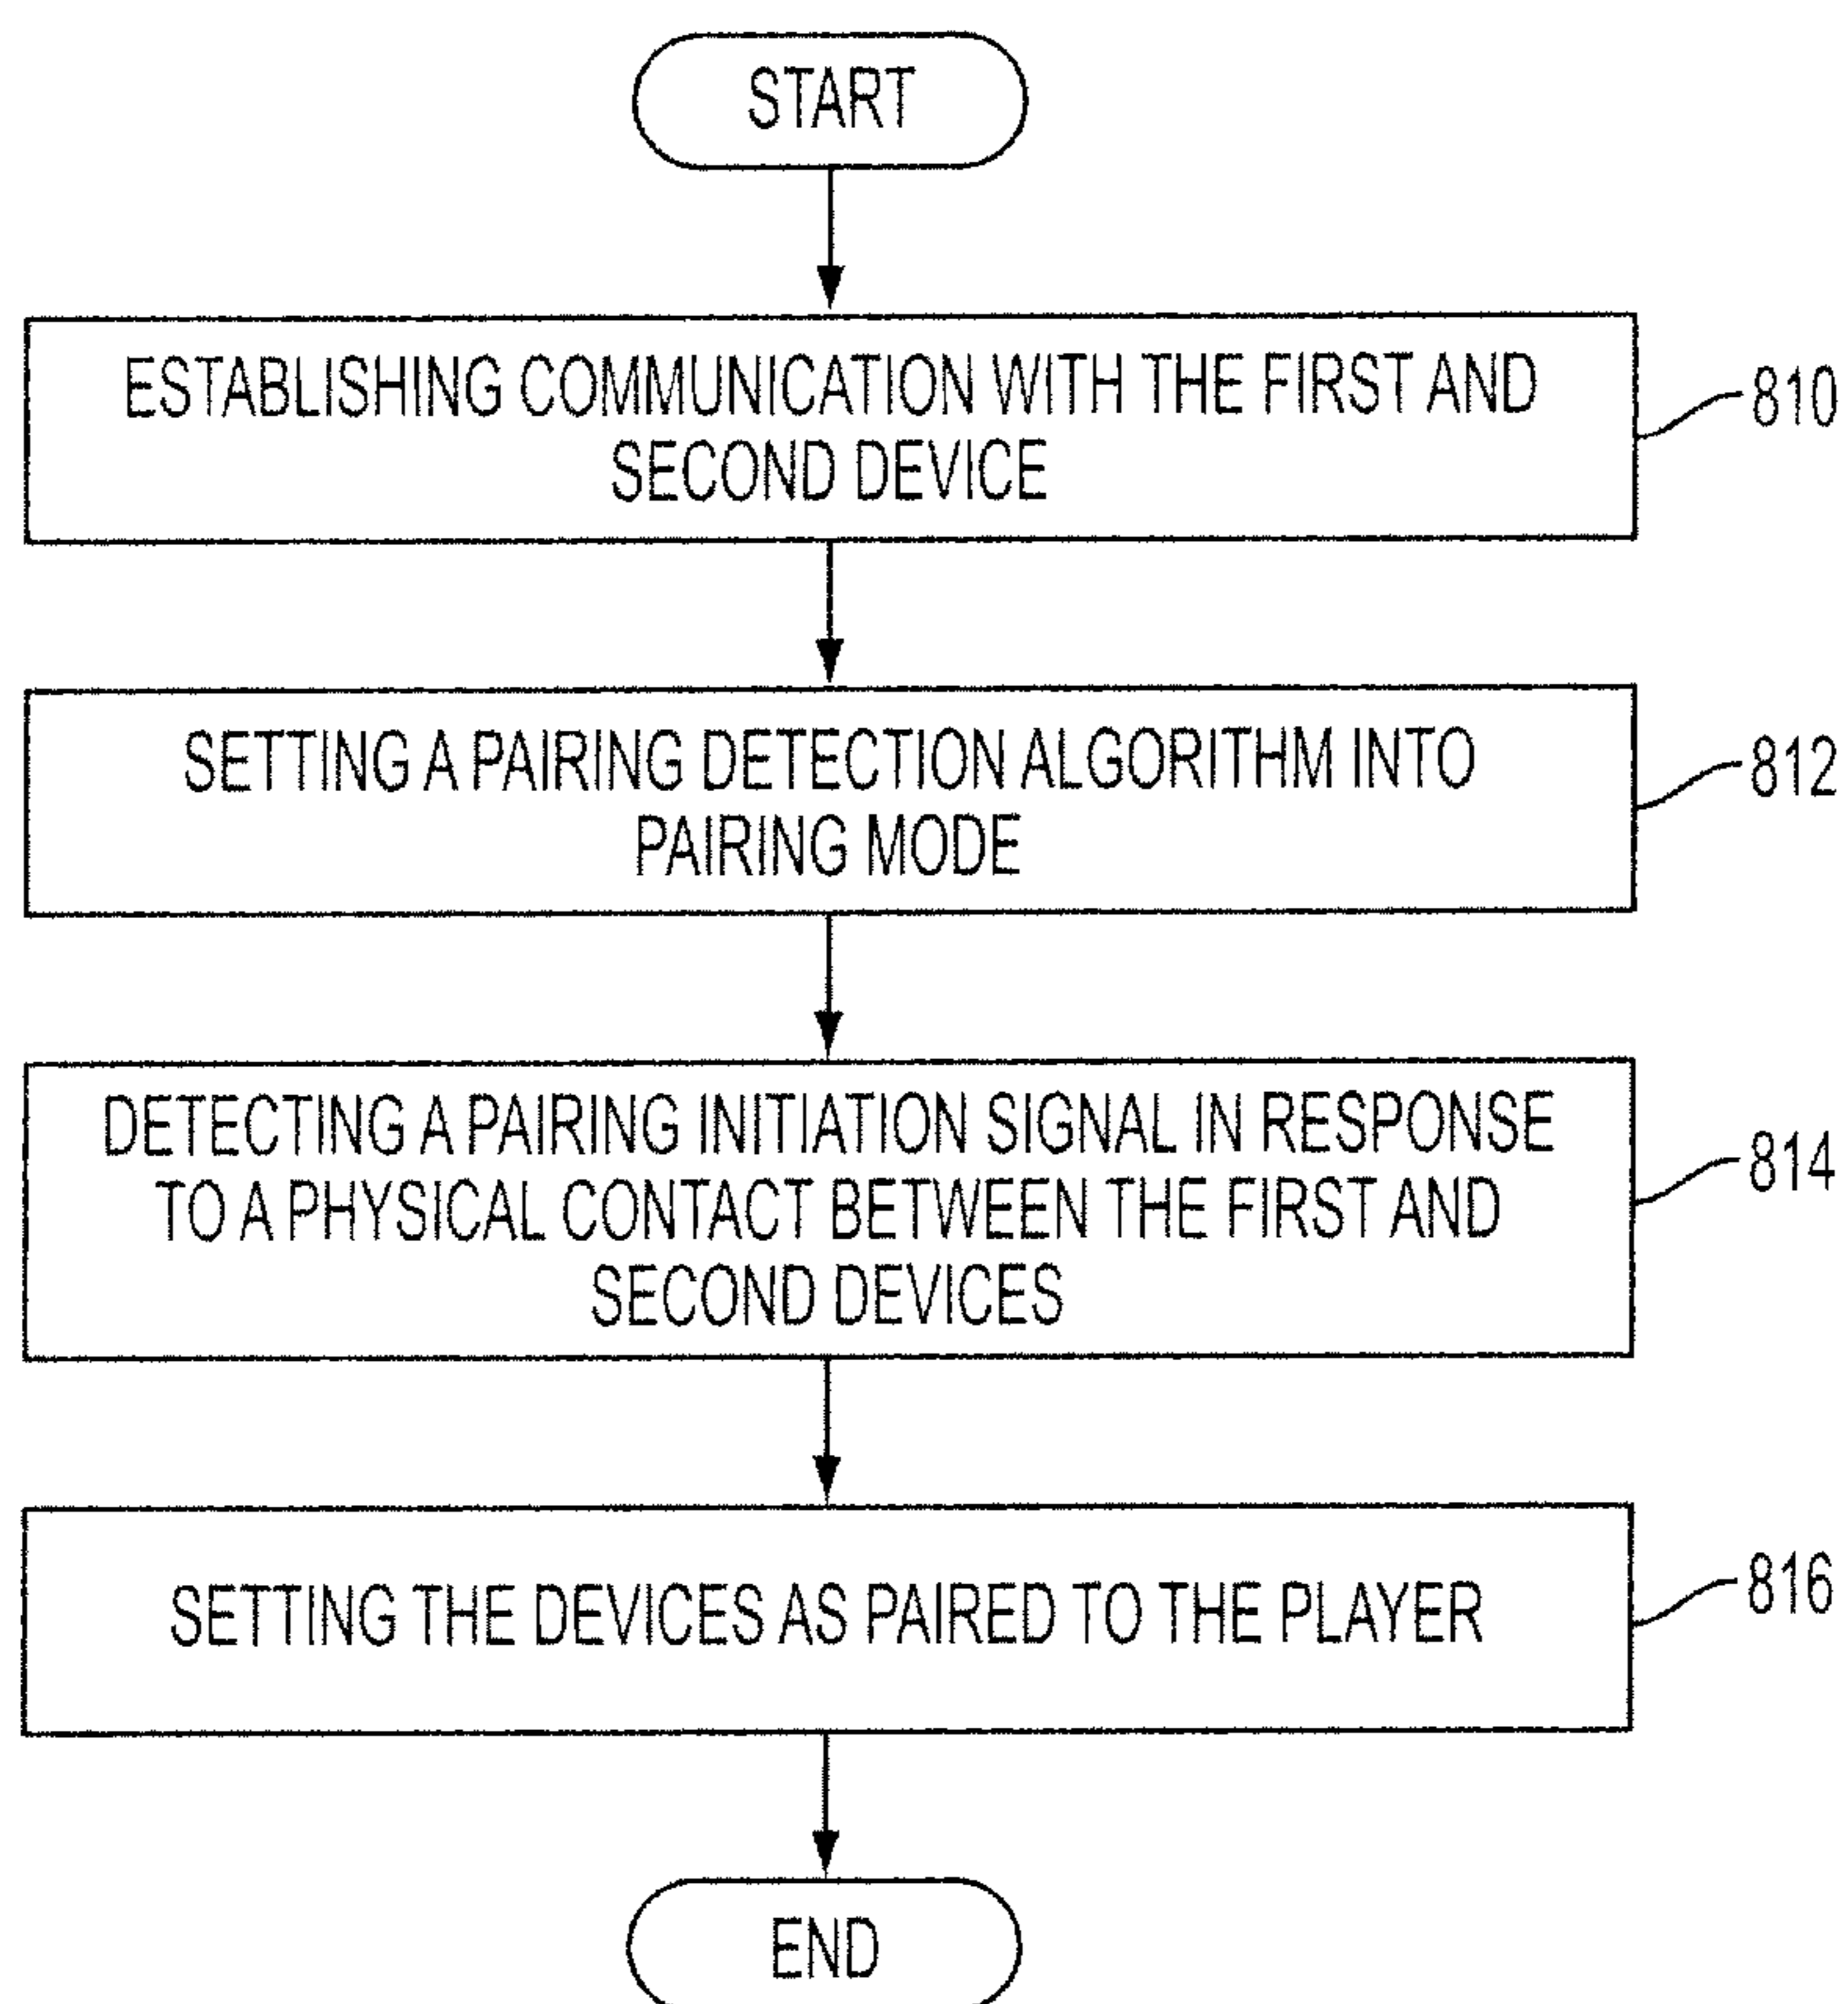 START
ESTABLISHING COMMUNICATION WITH THE FIRST AND
SECOND DEVICE
810
SETTING A PAIRING DETECTION ALGORITHM INTO
PAIRING MODE
812
DETECTING A PAIRING INITIATION SIGNAL IN RESPONSE
TO A PHYSICAL CONTACT BETWEEN THE FIRST AND
SECOND DEVICES
814
SETTING THE DEVICES AS PAIRED TO THE PLAYER
816
END